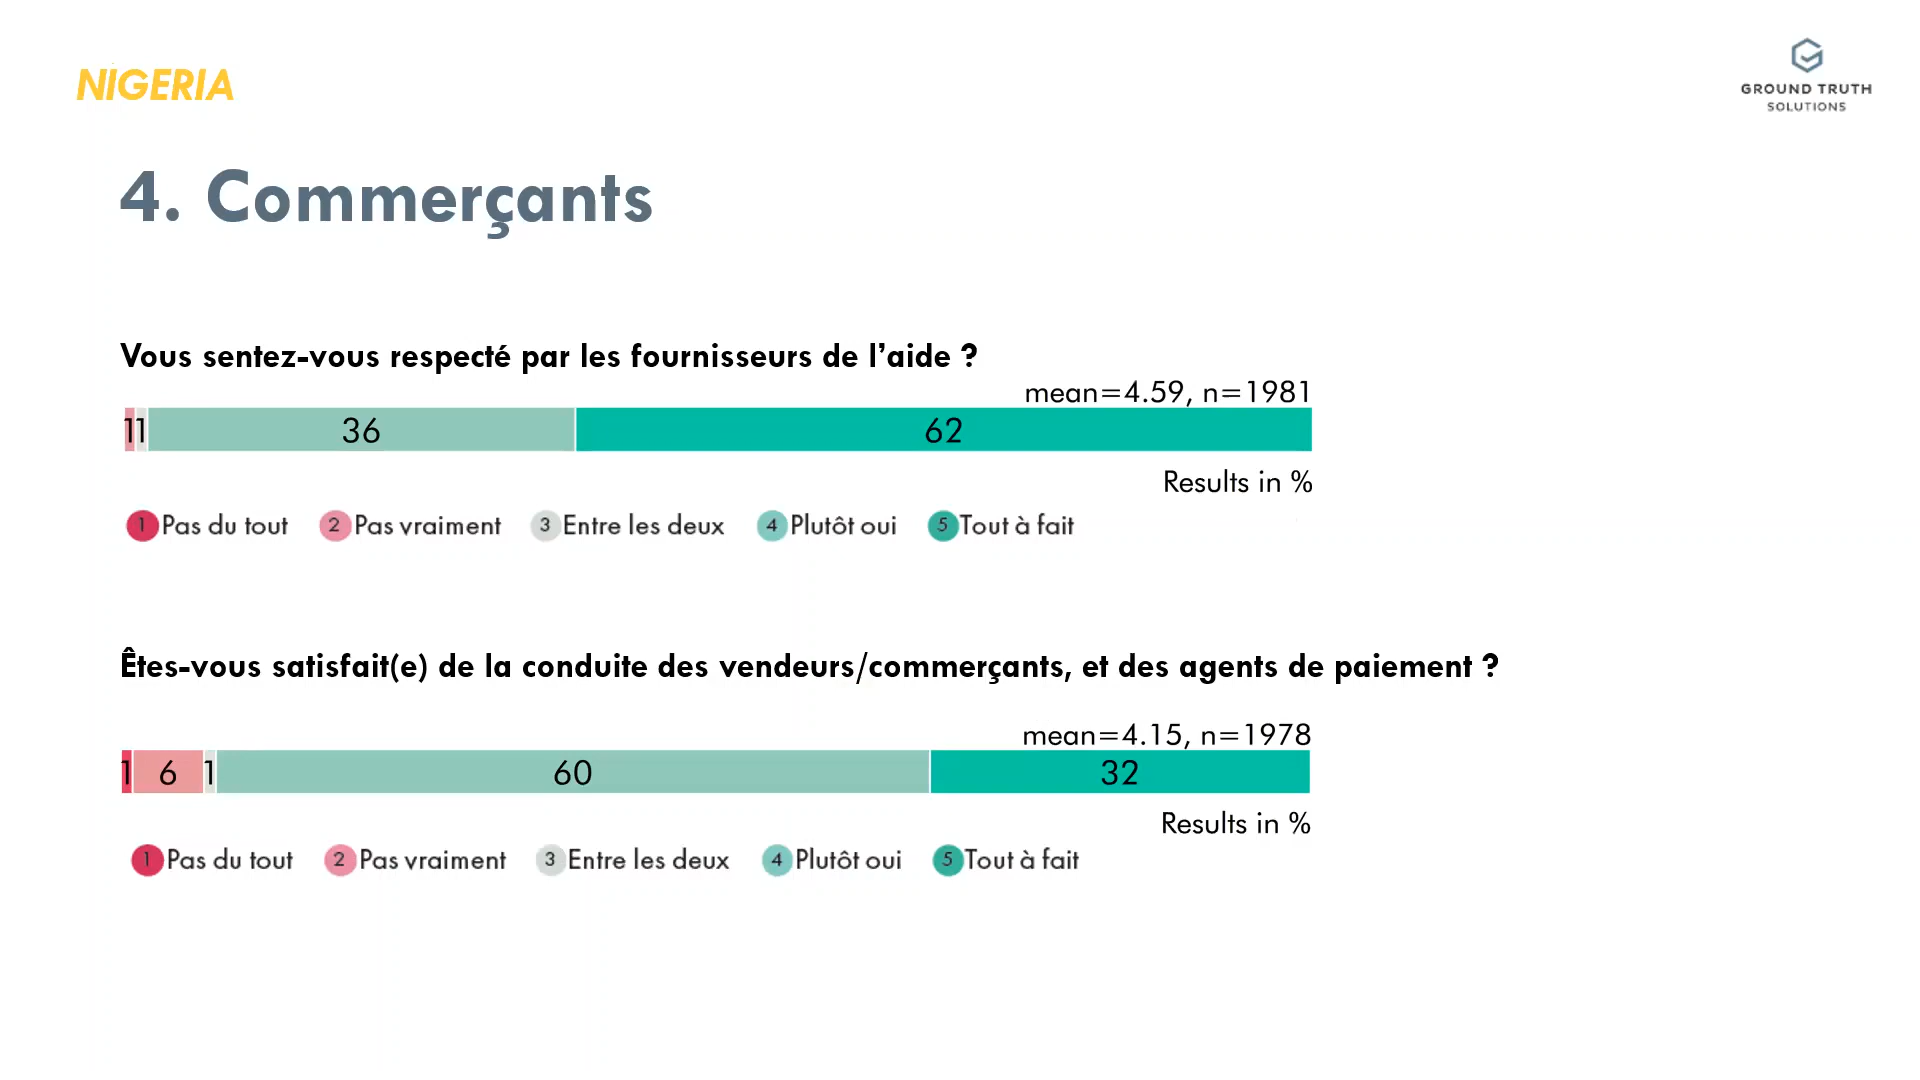 NIGERIA
GROUND TRUTH
SOLUTIONS
4. Commerçants
Vous sentez-vous respecté par les fournisseurs de l’aide ?
mean=4.59, n=1981
1 1 36 62
Results in %
1 Pas du tout 2 Pas vraiment 3 Entre les deux 4 Plutôt oui 5 Tout à fait
Êtes-vous satisfait(e) de la conduite des vendeurs/commerçants, et des agents de paiement ?
mean=4.15, n=1978
1 6 1 60 32
Results in %
1 Pas du tout 2 Pas vraiment 3 Entre les deux 4 Plutôt oui 5 Tout à fait